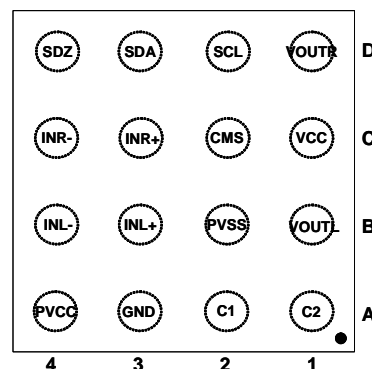 SDZ SDA SCL VOUTR D
INR- INR+ CMS VCC C
INL- INL+ PVSS VOUTL B
PVCC GND C1 C2 A
4 3 2 1